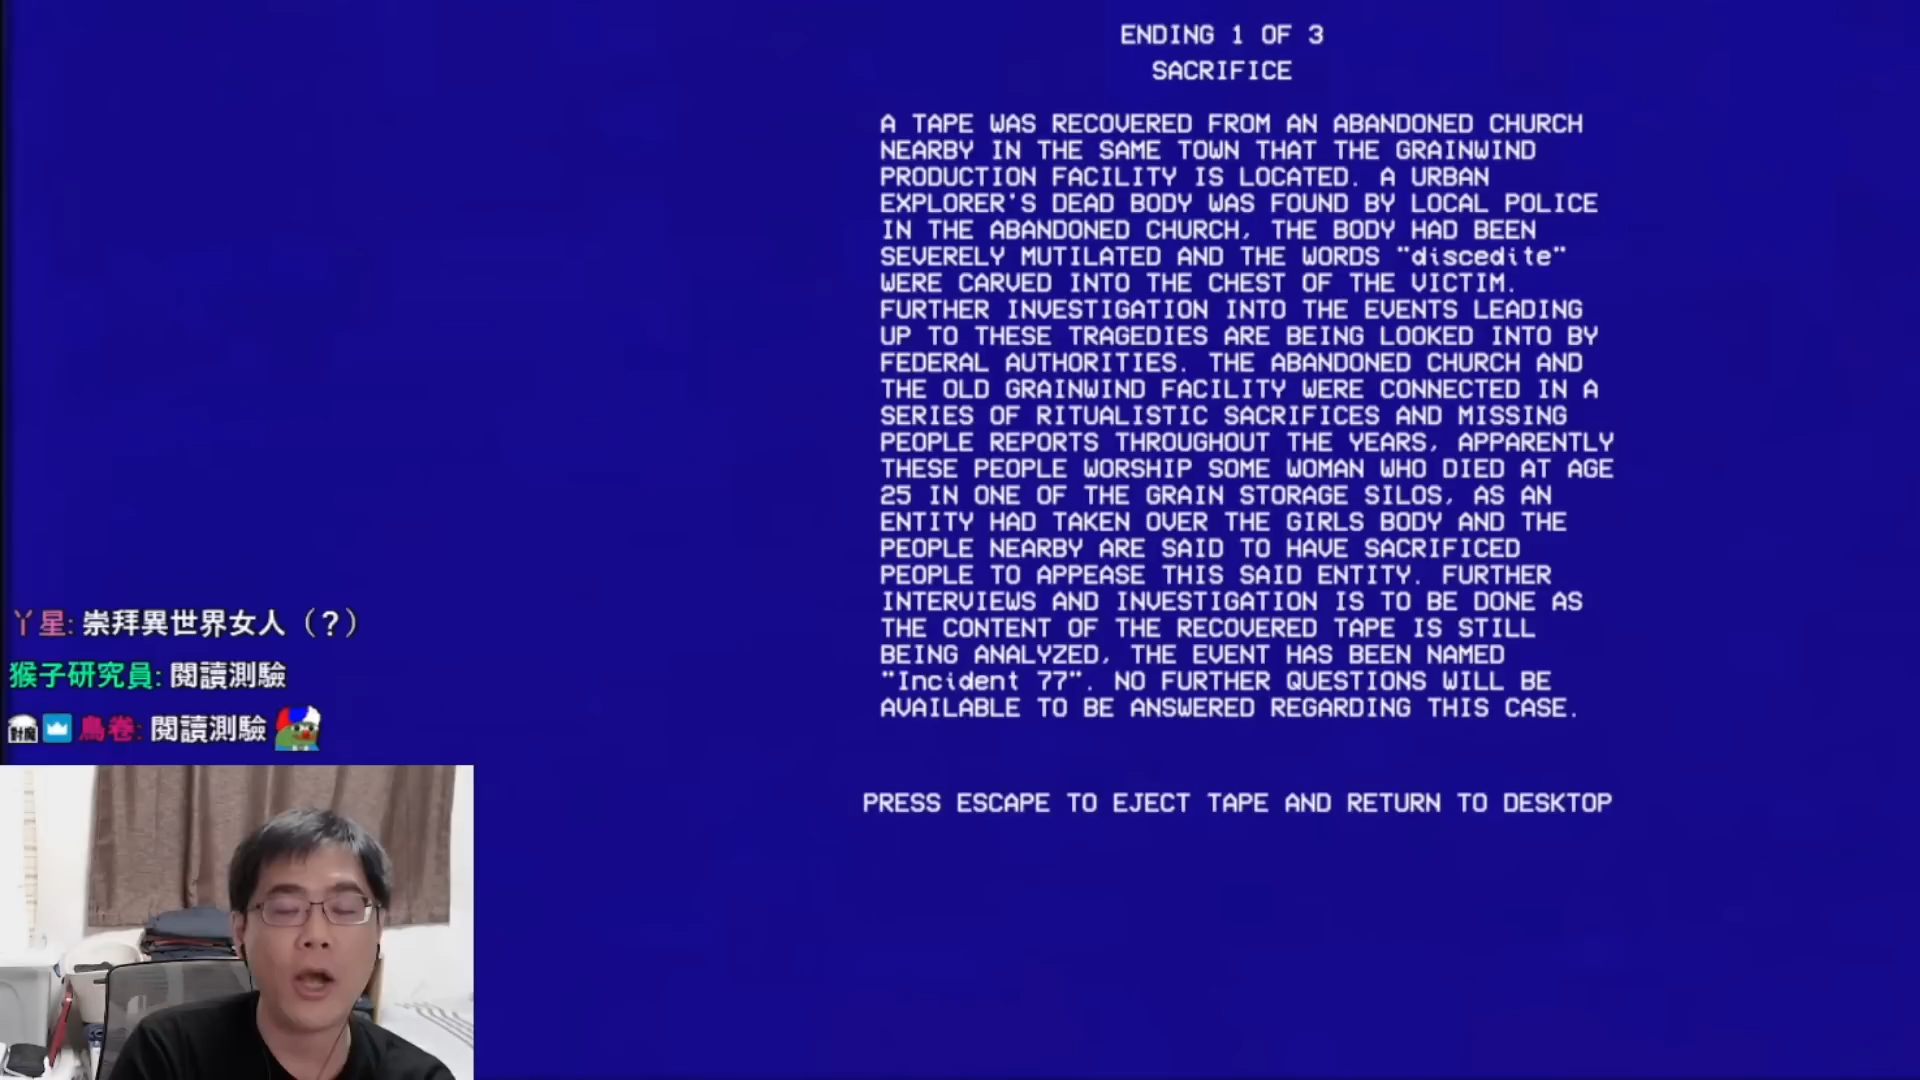 ENDING 1 OF 3
SACRIFICE
A TAPE WAS RECOVERED FROM AN ABANDONED CHURCH
NEARBY IN THE SAME TOWN THAT THE GRAINWIND
PRODUCTION FACILITY IS LOCATED. A URBAN
EXPLORER'S DEAD BODY WAS FOUND BY LOCAL POLICE
IN THE ABANDONED CHURCH, THE BODY HAD BEEN
SEVERELY MUTILATED AND THE WORDS "discedite"
WERE CARVED INTO THE CHEST OF THE VICTIM.
FURTHER INVESTIGATION INTO THE EVENTS LEADING
UP TO THESE TRAGEDIES ARE BEING LOOKED INTO BY
FEDERAL AUTHORITIES. THE ABANDONED CHURCH AND
THE OLD GRAINWIND FACILITY WERE CONNECTED IN A
SERIES OF RITUALISTIC SACRIFICES AND MISSING
PEOPLE REPORTS THROUGHOUT THE YEARS, APPARENTLY
THESE PEOPLE WORSHIP SOME WOMAN WHO DIED AT AGE
25 IN ONE OF THE GRAIN STORAGE SILOS, AS AN
ENTITY HAD TAKEN OVER THE GIRLS BODY AND THE
PEOPLE NEARBY ARE SAID TO HAVE SACRIFICED
PEOPLE TO APPEASE THIS SAID ENTITY. FURTHER
INTERVIEWS AND INVESTIGATION IS TO BE DONE AS
THE CONTENT OF THE RECOVERED TAPE IS STILL
BEING ANALYZED, THE EVENT HAS BEEN NAMED
"Incident 77". NO FURTHER QUESTIONS WILL BE
AVAILABLE TO BE ANSWERED REGARDING THIS CASE.
PRESS ESCAPE TO EJECT TAPE AND RETURN TO DESKTOP
丫星: 崇拜異世界女人（?）
猴子研究員: 閱讀測驗
鳥卷: 閱讀測驗